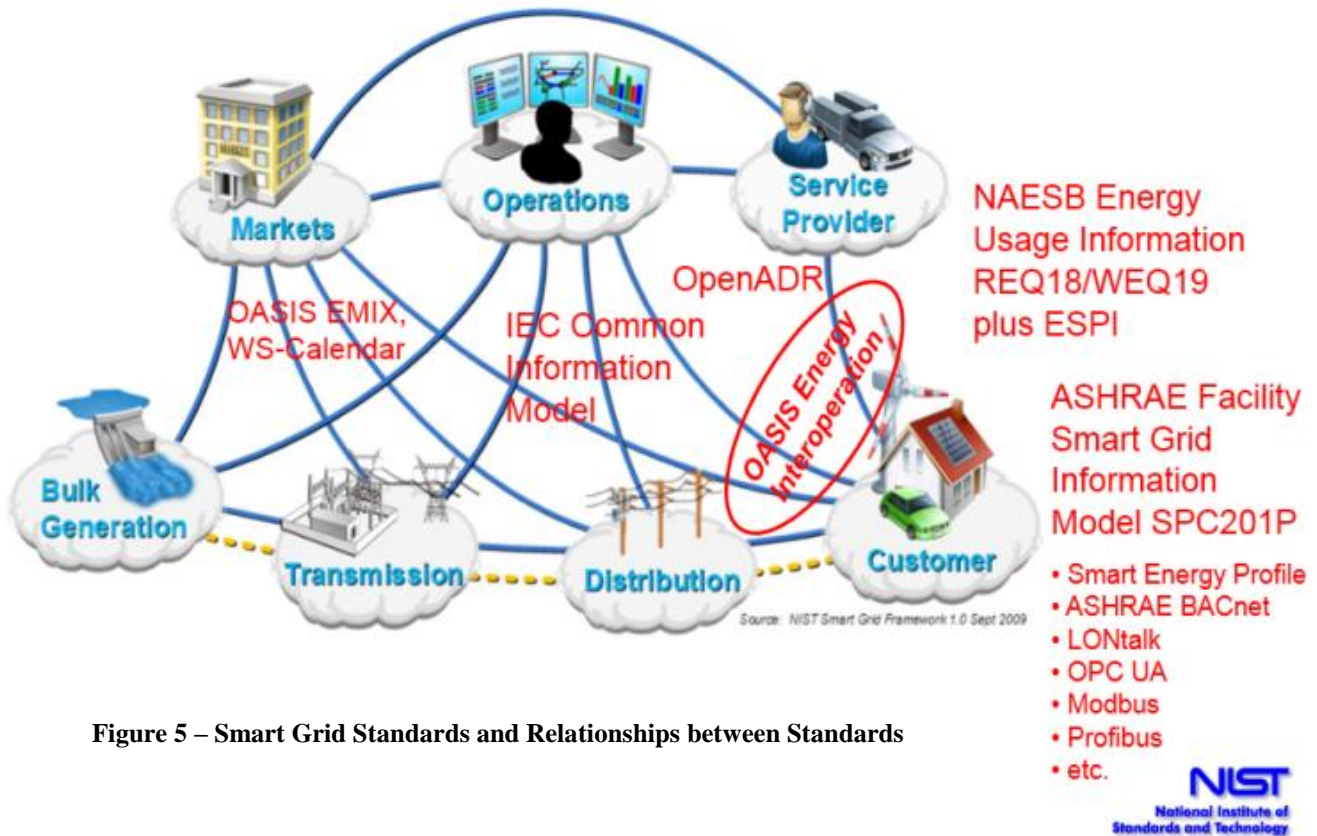 MARKET
Markets
Operations
Service
Provider
NAESB Energy
Usage Information
REQ18/WEQ19
plus ESPI
OpenADR
OASIS EMIX,
WS-Calendar
IEC Common
Information
Model
OASIS Energy
Interoperation
ASHRAE Facility
Smart Grid
Information
Model SPC201P
Bulk
Generation
Transmission
Distribution
Customer
Source: NIST Smart Grid Framework 1.0 Sept 2009
• Smart Energy Profile
• ASHRAE BACnet
• LONtalk
• OPC UA
• Modbus
• Profibus
• etc.
Figure 5 – Smart Grid Standards and Relationships between Standards
NIST
National Institute of
Standards and Technology